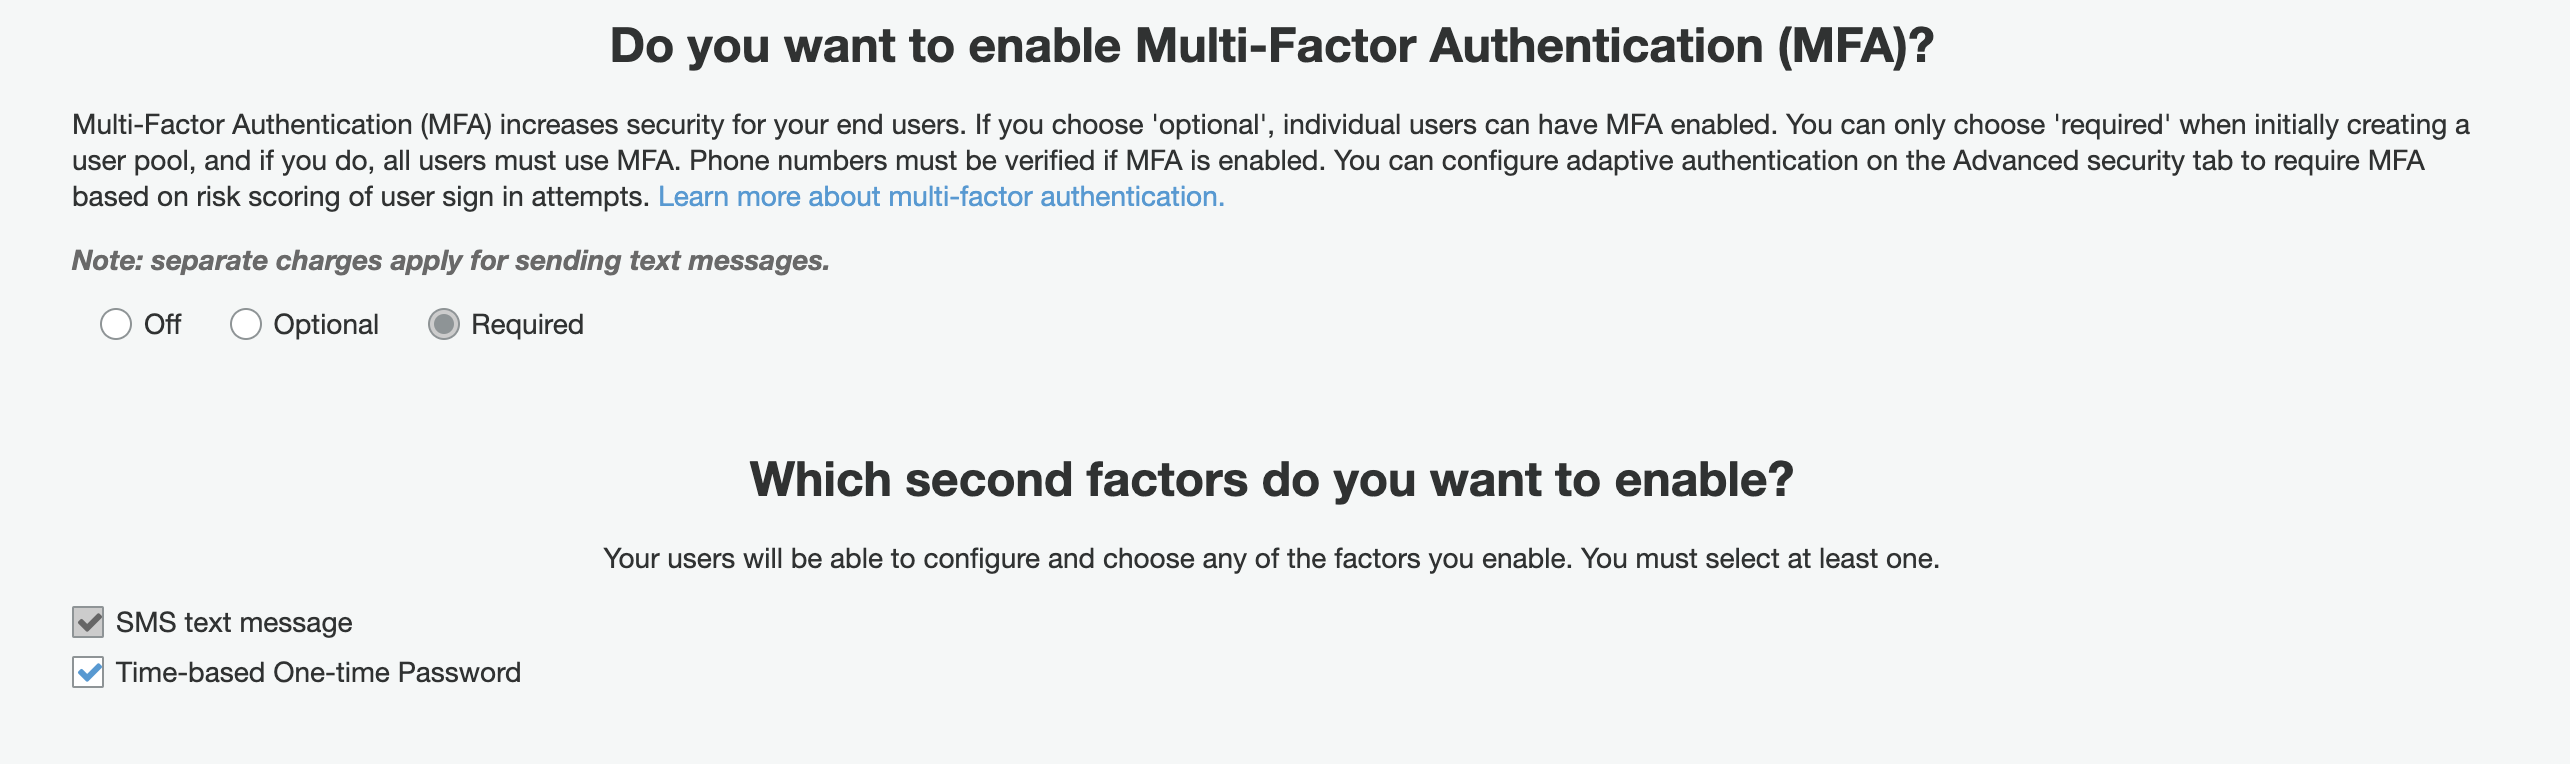 Do you want to enable Multi-Factor Authentication (MFA)?
Multi-Factor Authentication (MFA) increases security for your end users. If you choose 'optional', individual users can have MFA enabled. You can only choose 'required' when initially creating a
user pool, and if you do, all users must use MFA. Phone numbers must be verified if MFA is enabled. You can configure adaptive authentication on the Advanced security tab to require MFA
based on risk scoring of user sign in attempts. Learn more about multi-factor authentication.
Note: separate charges apply for sending text messages.
Off Optional Required
Which second factors do you want to enable?
Your users will be able to configure and choose any of the factors you enable. You must select at least one.
SMS text message
Time-based One-time Password